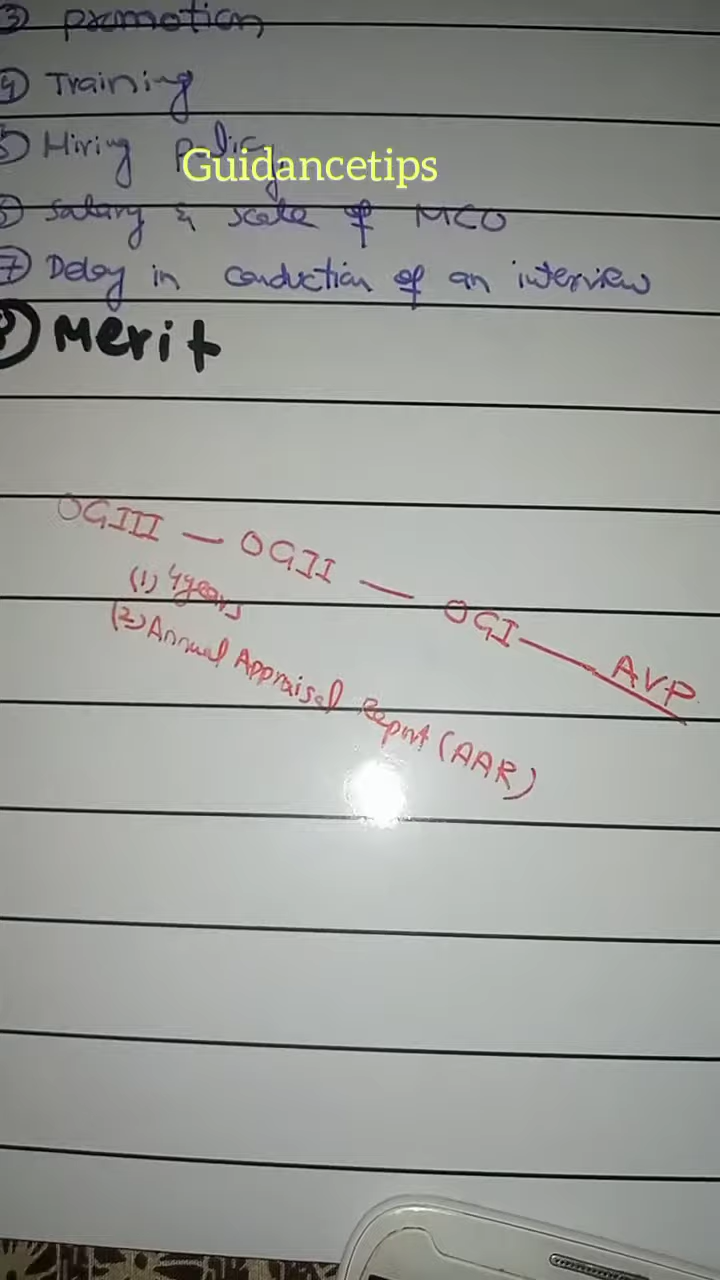 ③ promotion
④ Training
⑤ Hiring policy
Guidancetips
⑥ salary & scale of MCO
⑦ Delay in conduction of an interview
⑧ Merit
OGIII — OGII — OGI — AVP
(1) 4years
(2) Annual Appraisal Report (AAR)